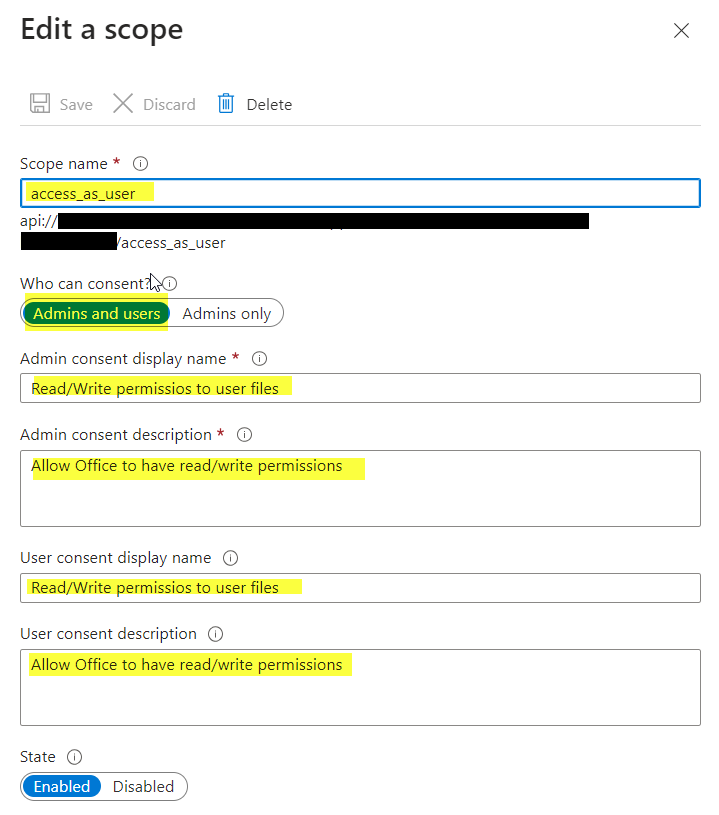 Edit a scope
Save Discard Delete
Scope name *
access_as_user
api://
/access_as_user
Who can consent?
Admins and users Admins only
Admin consent display name *
Read/Write permissios to user files
Admin consent description *
Allow Office to have read/write permissions
User consent display name
Read/Write permissios to user files
User consent description
Allow Office to have read/write permissions
State
Enabled Disabled